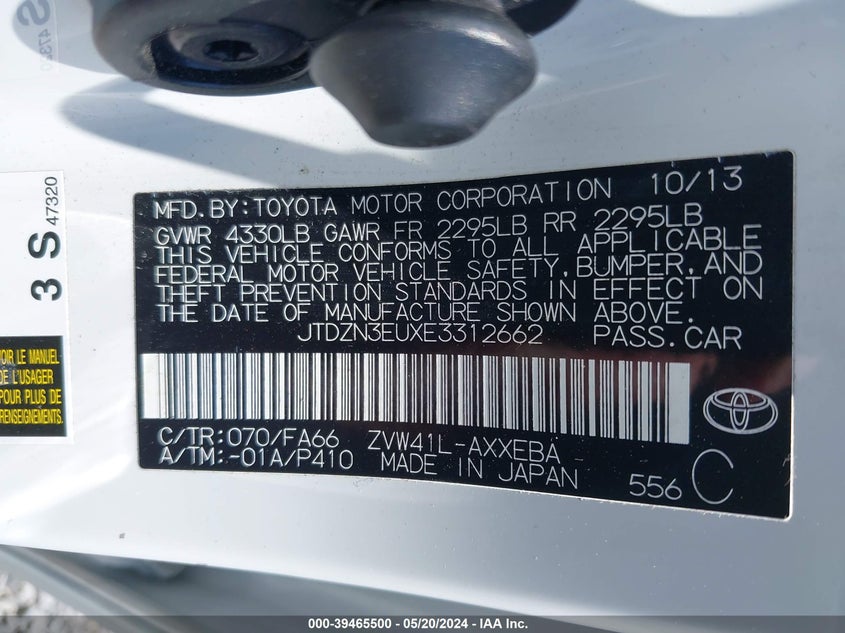 S 47320
3 S 47320
MFD. BY: TOYOTA MOTOR CORPORATION 10/13
GVWR 4330LB GAWR FR 2295LB RR 2295LB
THIS VEHICLE CONFORMS TO ALL APPLICABLE
FEDERAL MOTOR VEHICLE SAFETY, BUMPER, AND
THEFT PREVENTION STANDARDS IN EFFECT ON
THE DATE OF MANUFACTURE SHOWN ABOVE.
JTDZN3EUXE3312662 PASS. CAR
C/TR: 070/FA66 ZVW41L-AXXEBA
A/TM: -01A/P410 MADE IN JAPAN
556 C
VOIR LE MANUEL
DE L'USAGER
POUR PLUS DE
RENSEIGNEMENTS.
000-39465500 - 05/20/2024 - IAA Inc.